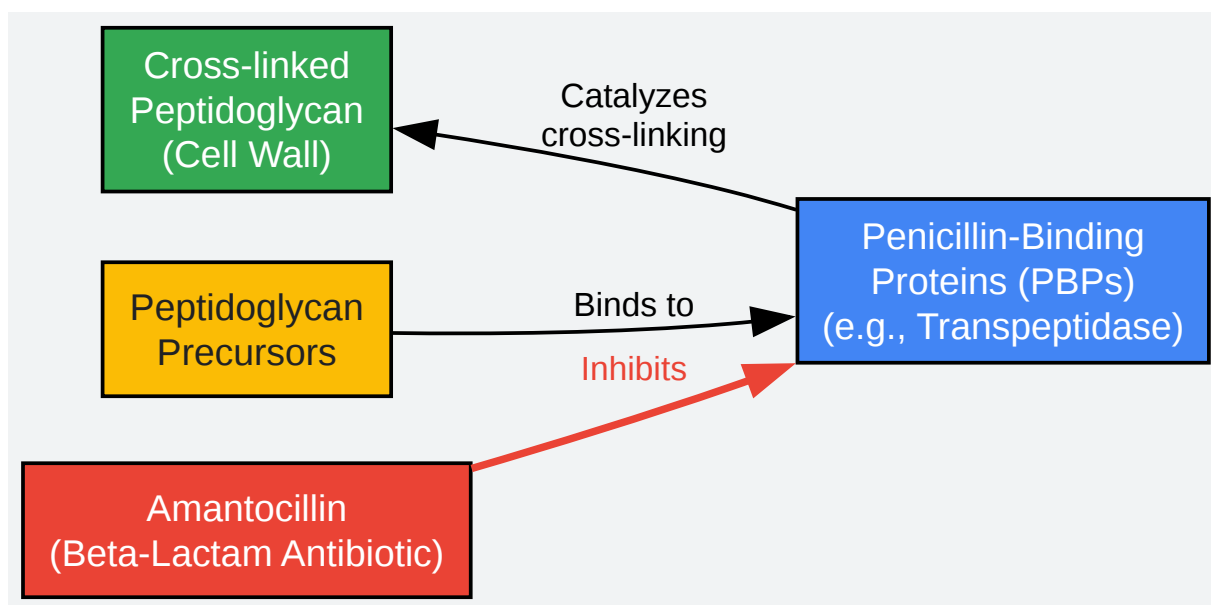 Cross-linked
Peptidoglycan
(Cell Wall)
Catalyzes
cross-linking
Penicillin-Binding
Proteins (PBPs)
(e.g., Transpeptidase)
Peptidoglycan
Precursors
Binds to
Inhibits
Amantocillin
(Beta-Lactam Antibiotic)